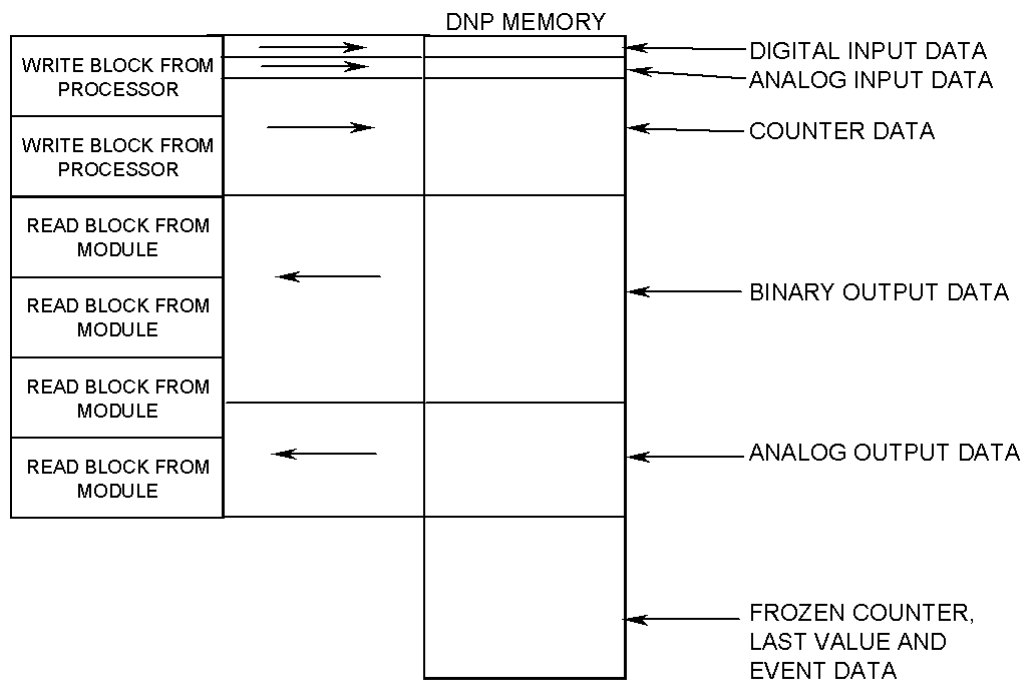 DNP MEMORY
WRITE BLOCK FROM
PROCESSOR
WRITE BLOCK FROM
PROCESSOR
READ BLOCK FROM
MODULE
READ BLOCK FROM
MODULE
READ BLOCK FROM
MODULE
READ BLOCK FROM
MODULE
DIGITAL INPUT DATA
ANALOG INPUT DATA
COUNTER DATA
BINARY OUTPUT DATA
ANALOG OUTPUT DATA
FROZEN COUNTER,
LAST VALUE AND
EVENT DATA